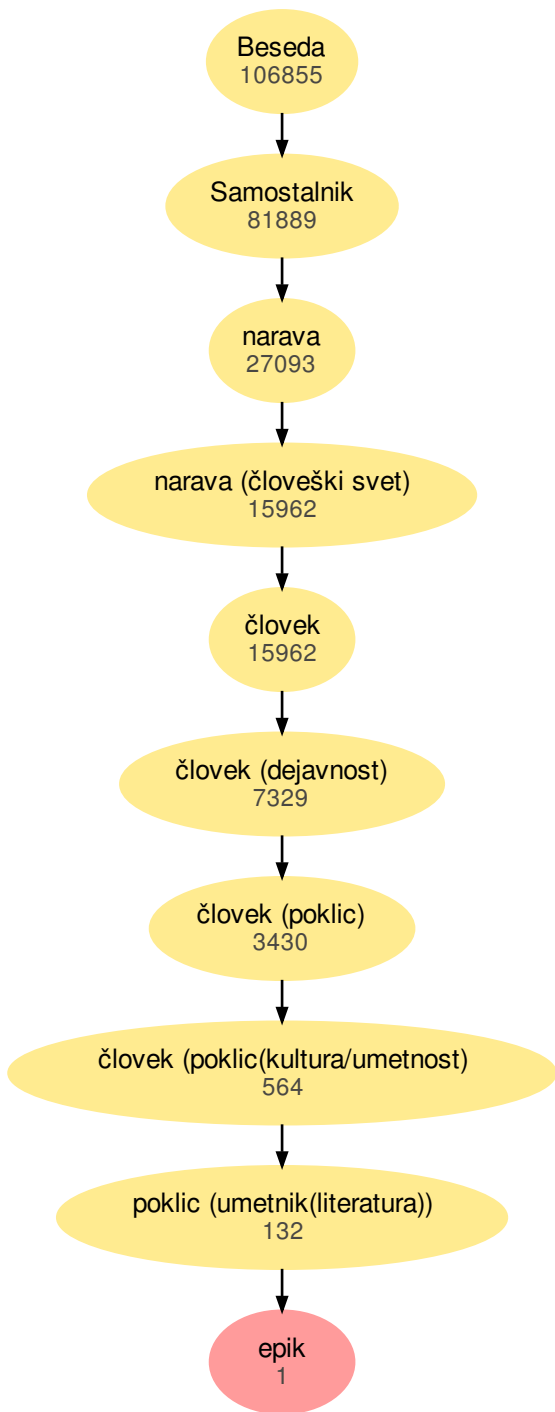 Beseda
106855
Samostalnik
81889
narava
27093
narava (človeški svet)
15962
človek
15962
človek (dejavnost)
7329
človek (poklic)
3430
človek (poklic(kultura/umetnost)
564
poklic (umetnik(literatura))
132
epik
1